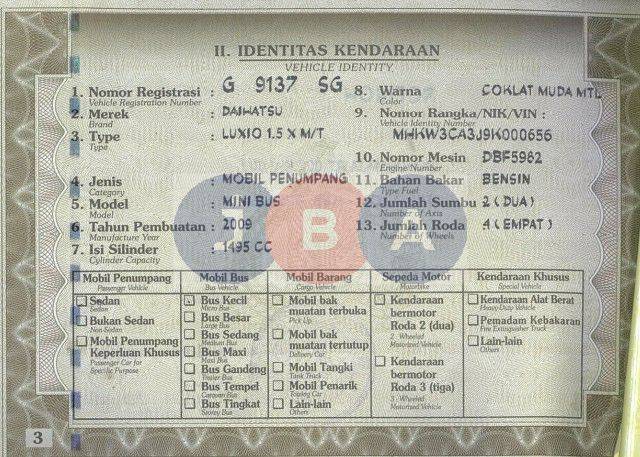 II. IDENTITAS KENDARAAN
VEHICLE IDENTITY
1. Nomor Registrasi : G 9137 SG
Vehicle Registration Number
2. Merek : DAIHATSU
Brand
3. Type : LUXIO 1.5 X M/T
Type
4. Jenis : MOBIL PENUMPANG
Category
5. Model : MINI BUS
Model
6. Tahun Pembuatan : 2009
Manufacture Year
7. Isi Silinder : 1495 CC
Cylinder Capacity
8. Warna COKLAT MUDA MTL
Color
9. Nomor Rangka/NIK/VIN :
Vehicle Identity Number
MHKW3CA3J9K000656
10. Nomor Mesin DBF5962
Engine Number
11. Bahan Bakar BENSIN
Type Fuel
12. Jumlah Sumbu 2 (DUA)
Number of Axis
13. Jumlah Roda 4 (EMPAT)
Number of Wheels
B A
Mobil Penumpang
Passenger Vehicle
Sedan
Sedan
Bukan Sedan
Non-Sedan
Mobil Penumpang
Keperluan Khusus
Passenger Car for
Specific Purpose
Mobil Bus
Bus Vehicle
Bus Kecil
Micro Bus
Bus Besar
Large Bus
Bus Sedang
Medium Bus
Bus Maxi
Maxi Bus
Bus Gandeng
Trailer Bus
Bus Tempel
Caravan Bus
Bus Tingkat
Storey Bus
Mobil Barang
Cargo Vehicle
Mobil bak
muatan terbuka
Pick Up
Mobil bak
muatan tertutup
Delivery Car
Mobil Tangki
Tank Truck
Mobil Penarik
Towing Car
Lain-lain
Others
Sepeda Motor
Motorbike
Kendaraan
bermotor
Roda 2 (dua)
2. Wheeled
Motorized Vehicle
Kendaraan
bermotor
Roda 3 (tiga)
3. Wheeled
Motorized Vehicle
Kendaraan Khusus
Special Vehicle
Kendaraan Alat Berat
Heavy Duty Vehicle
Pemadam Kebakaran
Fire Extinguisher Truck
Lain-lain
Others
3